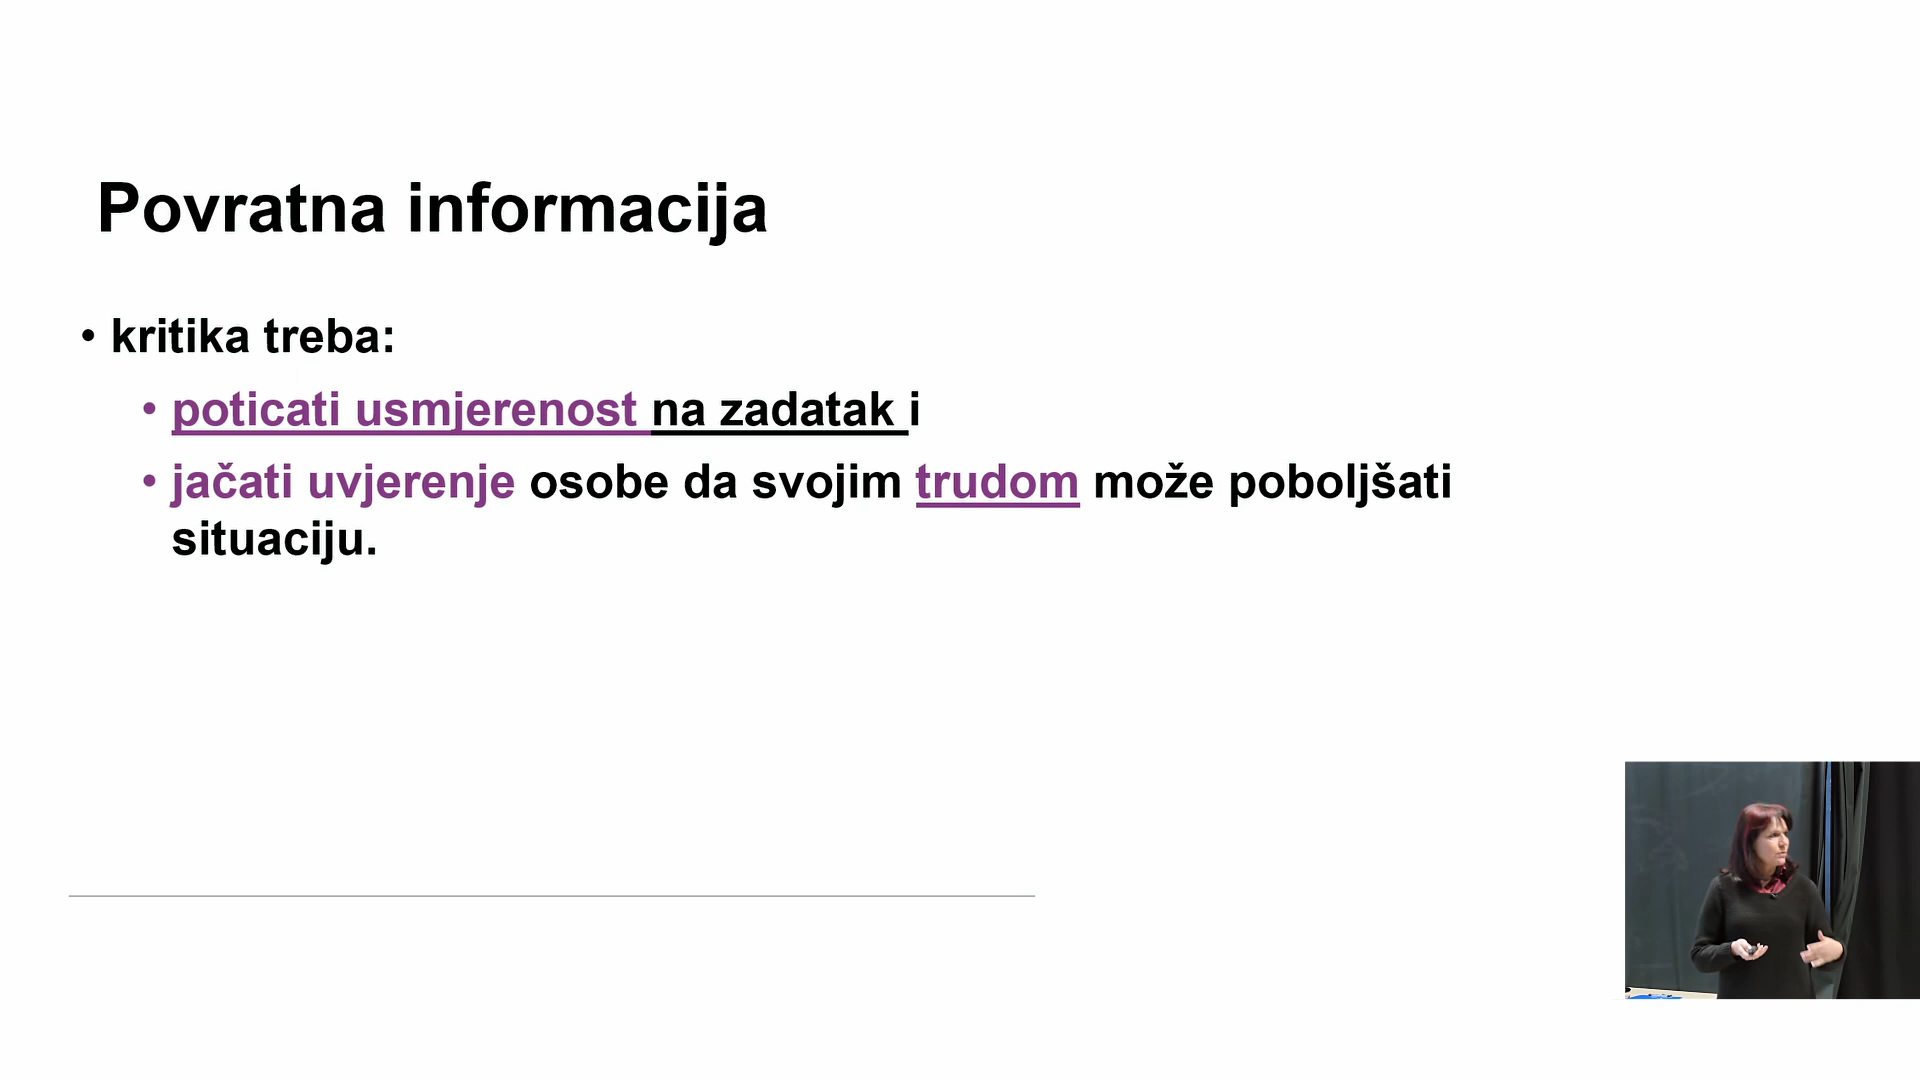 Povratna informacija
• kritika treba:
• poticati usmjerenost na zadatak i
• jačati uvjerenje osobe da svojim trudom može poboljšati
situaciju.